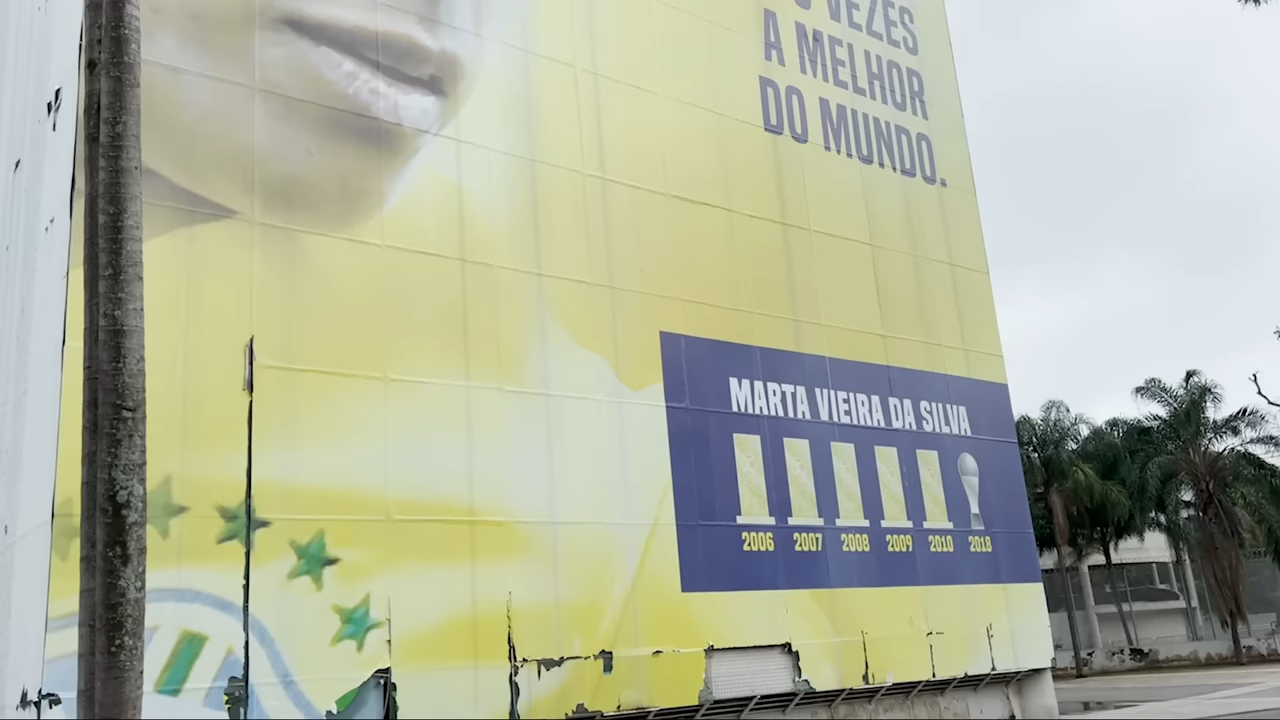 VEZES
A MELHOR
DO MUNDO.
MARTA VIEIRA DA SILVA
2006 2007 2008 2009 2010 2018